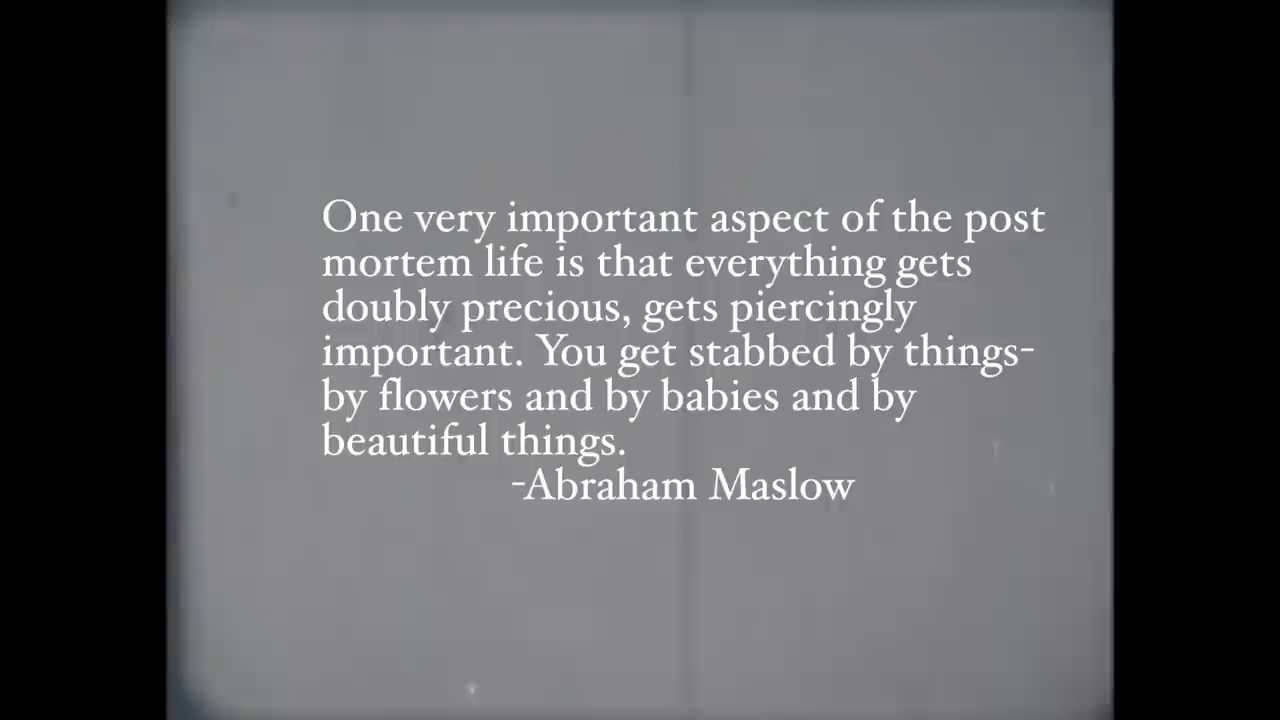 One very important aspect of the post
mortem life is that everything gets
doubly precious, gets piercingly
important. You get stabbed by things-
by flowers and by babies and by
beautiful things.
-Abraham Maslow